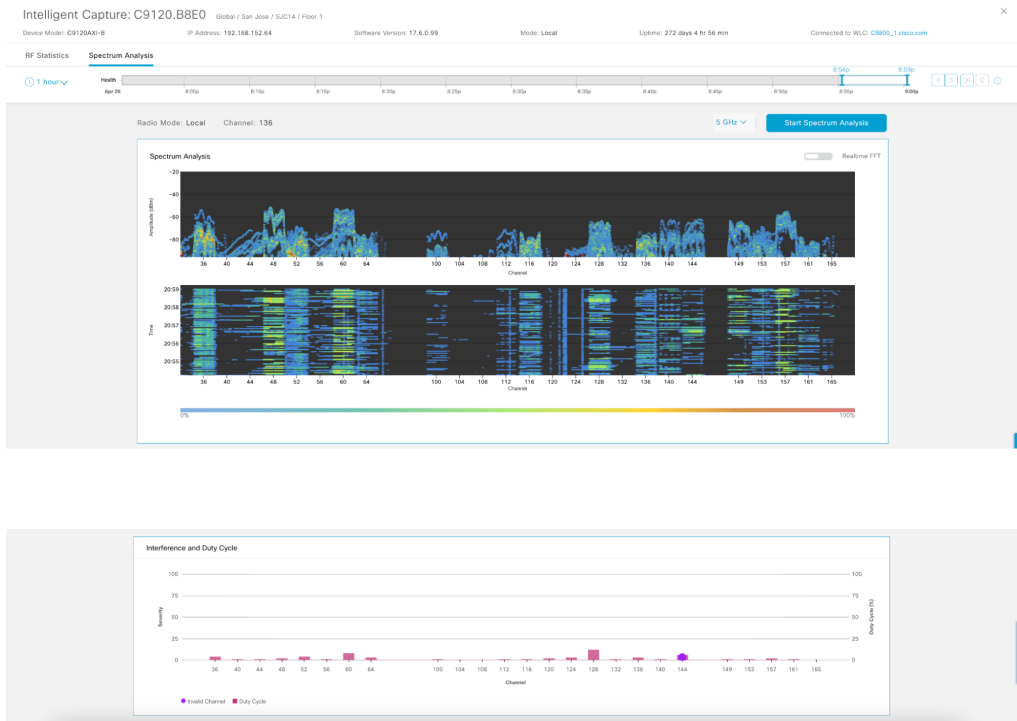 Intelligent Capture: C9120.B8E0 Global / San Jose / SJC14 / Floor 1
Device Model: C9120AXI-B IP Address: 192.168.152.64 Software Version: 17.6.0.99 Mode: Local Uptime: 272 days 4 hr 56 min Connected to WLC: C9800_1.cisco.com
RF Statistics Spectrum Analysis
8:54p 8:59p
1 hour Health
Apr 26 8:05p 8:10p 8:15p 8:20p 8:25p 8:30p 8:35p 8:40p 8:45p 8:50p 8:55p 9:00p
Radio Mode: Local Channel: 136 5 GHz Start Spectrum Analysis
Spectrum Analysis Realtime FFT
-20
-40
-60
-80
Amplitude (dBm)
36 40 44 48 52 56 60 64 100 104 108 112 116 120 124 128 132 136 140 144 149 153 157 161 165
Channel
20:59
20:58
20:57
20:56
20:55
Time
36 40 44 48 52 56 60 64 100 104 108 112 116 120 124 128 132 136 140 144 149 153 157 161 165
Channel
0% 100%
Interference and Duty Cycle
100 100
75 75
50 50
25 25
0 0
Severity
Duty Cycle (%)
36 40 44 48 52 56 60 64 100 104 108 112 116 120 124 128 132 136 140 144 149 153 157 161 165
Channel
Invalid Channel Duty Cycle